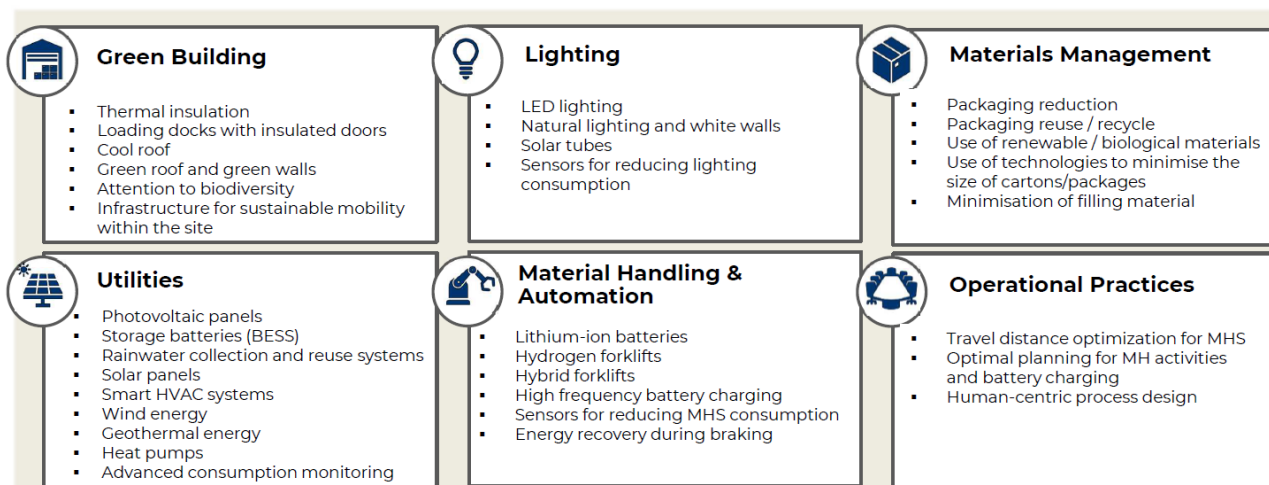 Green Building
▪ Thermal insulation
▪ Loading docks with insulated doors
▪ Cool roof
▪ Green roof and green walls
▪ Attention to biodiversity
▪ Infrastructure for sustainable mobility
within the site
Lighting
▪ LED lighting
▪ Natural lighting and white walls
▪ Solar tubes
▪ Sensors for reducing lighting
consumption
Materials Management
▪ Packaging reduction
▪ Packaging reuse / recycle
▪ Use of renewable / biological materials
▪ Use of technologies to minimise the
size of cartons/packages
▪ Minimisation of filling material
Utilities
▪ Photovoltaic panels
▪ Storage batteries (BESS)
▪ Rainwater collection and reuse systems
▪ Solar panels
▪ Smart HVAC systems
▪ Wind energy
▪ Geothermal energy
▪ Heat pumps
▪ Advanced consumption monitoring
Material Handling &
Automation
▪ Lithium-ion batteries
▪ Hydrogen forklifts
▪ Hybrid forklifts
▪ High frequency battery charging
▪ Sensors for reducing MHS consumption
▪ Energy recovery during braking
Operational Practices
▪ Travel distance optimization for MHS
▪ Optimal planning for MH activities
and battery charging
▪ Human-centric process design